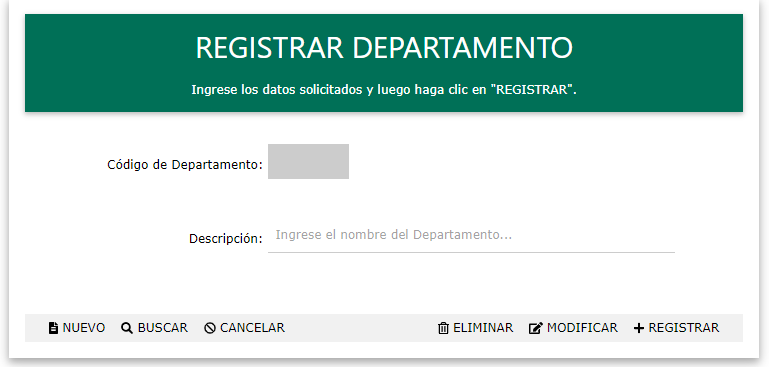 REGISTRAR DEPARTAMENTO
Ingrese los datos solicitados y luego haga clic en "REGISTRAR".
Código de Departamento:
Descripción: Ingrese el nombre del Departamento...
NUEVO BUSCAR CANCELAR ELIMINAR MODIFICAR REGISTRAR